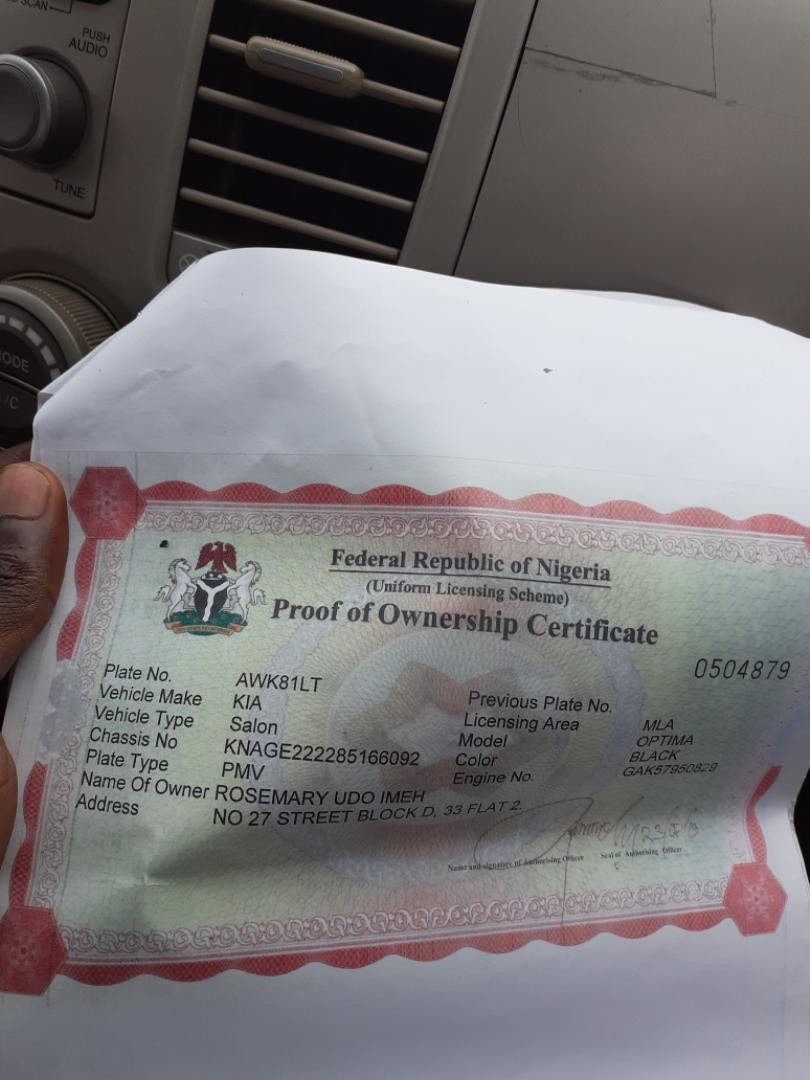 SCAN
PUSH
AUDIO
TUNE
MODE
A/C
Federal Republic of Nigeria
(Uniform Licensing Scheme)
Proof of Ownership Certificate
0504879
Plate No. AWK81LT Previous Plate No.
Vehicle Make KIA Licensing Area MLA
Vehicle Type Salon Model OPTIMA
Chassis No KNAGE222285166092 Color BLACK
Plate Type PMV Engine No. GAK57950829
Name Of Owner ROSEMARY UDO IMEH
Address NO 27 STREET BLOCK D, 33 FLAT 2.
Name and signature of Authorising Officer Seal of Authorising Officer